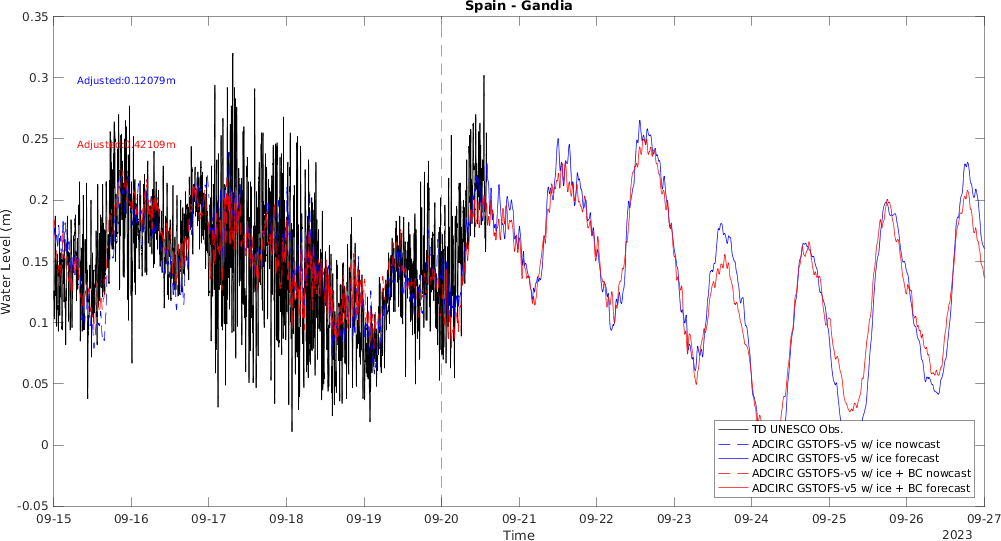 Spain - Gandia
0.35
0.3
0.25
0.2
0.15
0.1
0.05
0
-0.05
Water Level (m)
Adjusted:0.12079m
Adjusted:0.42109m
TD UNESCO Obs.
ADCIRC GSTOFS-v5 w/ ice nowcast
ADCIRC GSTOFS-v5 w/ ice forecast
ADCIRC GSTOFS-v5 w/ ice + BC nowcast
ADCIRC GSTOFS-v5 w/ ice + BC forecast
09-15 09-16 09-17 09-18 09-19 09-20 09-21 09-22 09-23 09-24 09-25 09-26 09-27
Time
2023